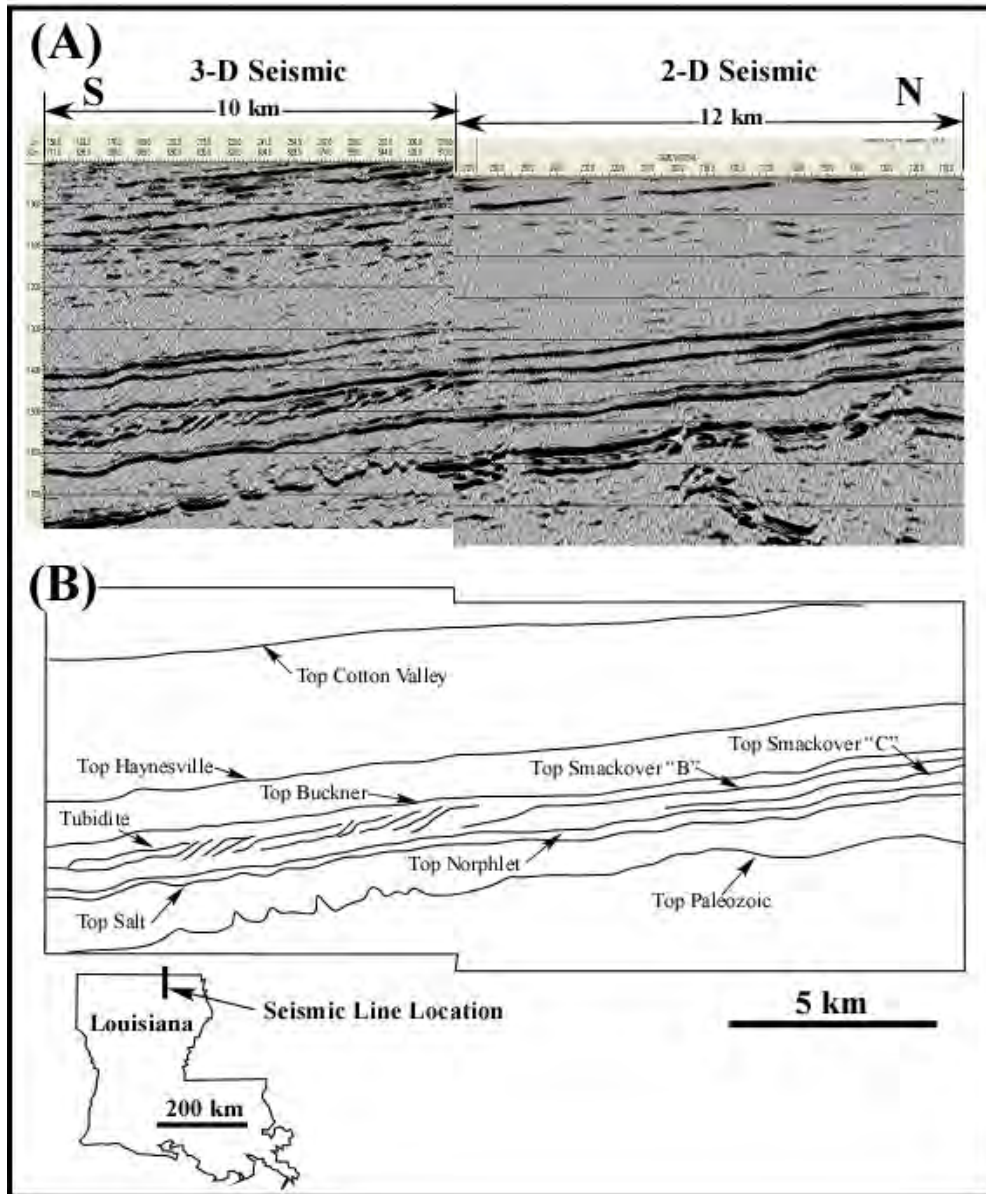 (A)
3-D Seismic
2-D Seismic
S
N
10 km
12 km
(B)
Top Cotton Valley
Top Smackover "C"
Top Haynesville
Top Smackover "B"
Top Buckner
Tubidite
Top Norphlet
Top Paleozoic
Top Salt
Seismic Line Location
Louisiana
5 km
200 km